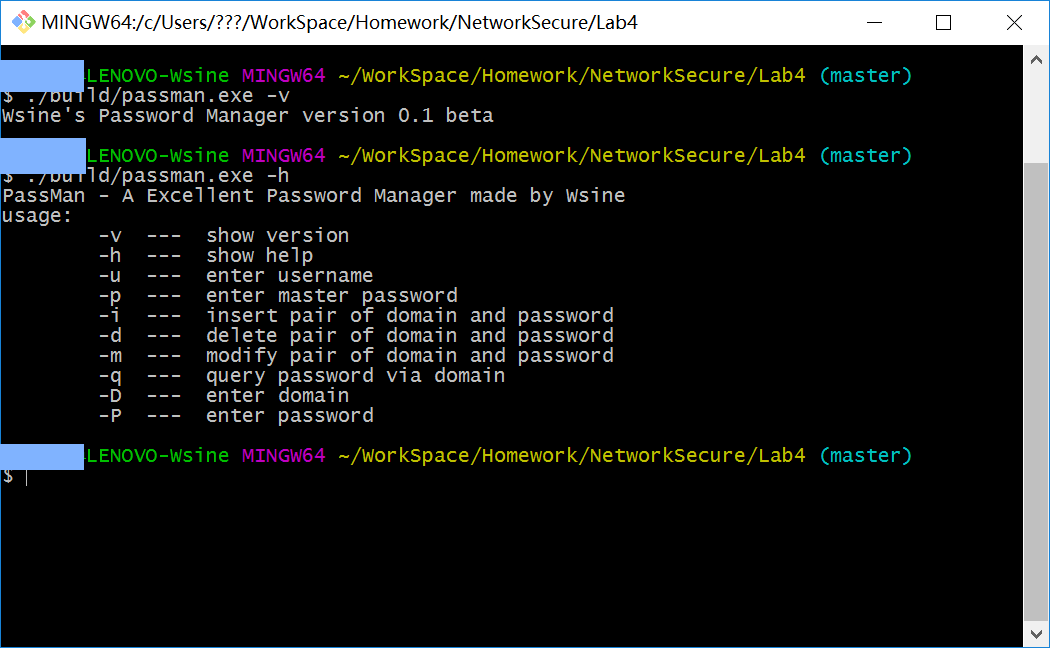 MINGW64:/c/Users/???/WorkSpace/Homework/NetworkSecure/Lab4
LENOVO-Wsine MINGW64 ~/WorkSpace/Homework/NetworkSecure/Lab4 (master)
$ ./build/passman.exe -v
Wsine's Password Manager version 0.1 beta
LENOVO-Wsine MINGW64 ~/WorkSpace/Homework/NetworkSecure/Lab4 (master)
$ ./build/passman.exe -h
PassMan - A Excellent Password Manager made by Wsine
usage:
-v --- show version
-h --- show help
-u --- enter username
-p --- enter master password
-i --- insert pair of domain and password
-d --- delete pair of domain and password
-m --- modify pair of domain and password
-q --- query password via domain
-D --- enter domain
-P --- enter password
LENOVO-Wsine MINGW64 ~/WorkSpace/Homework/NetworkSecure/Lab4 (master)
$